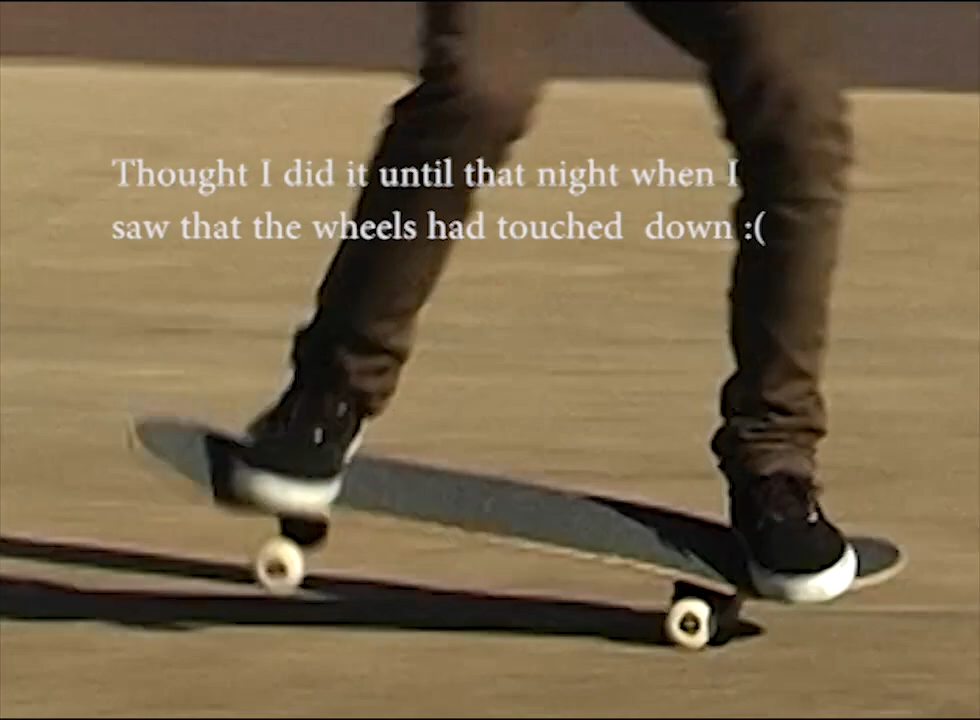 Thought I did it until that night when I
saw that the wheels had touched  down :(